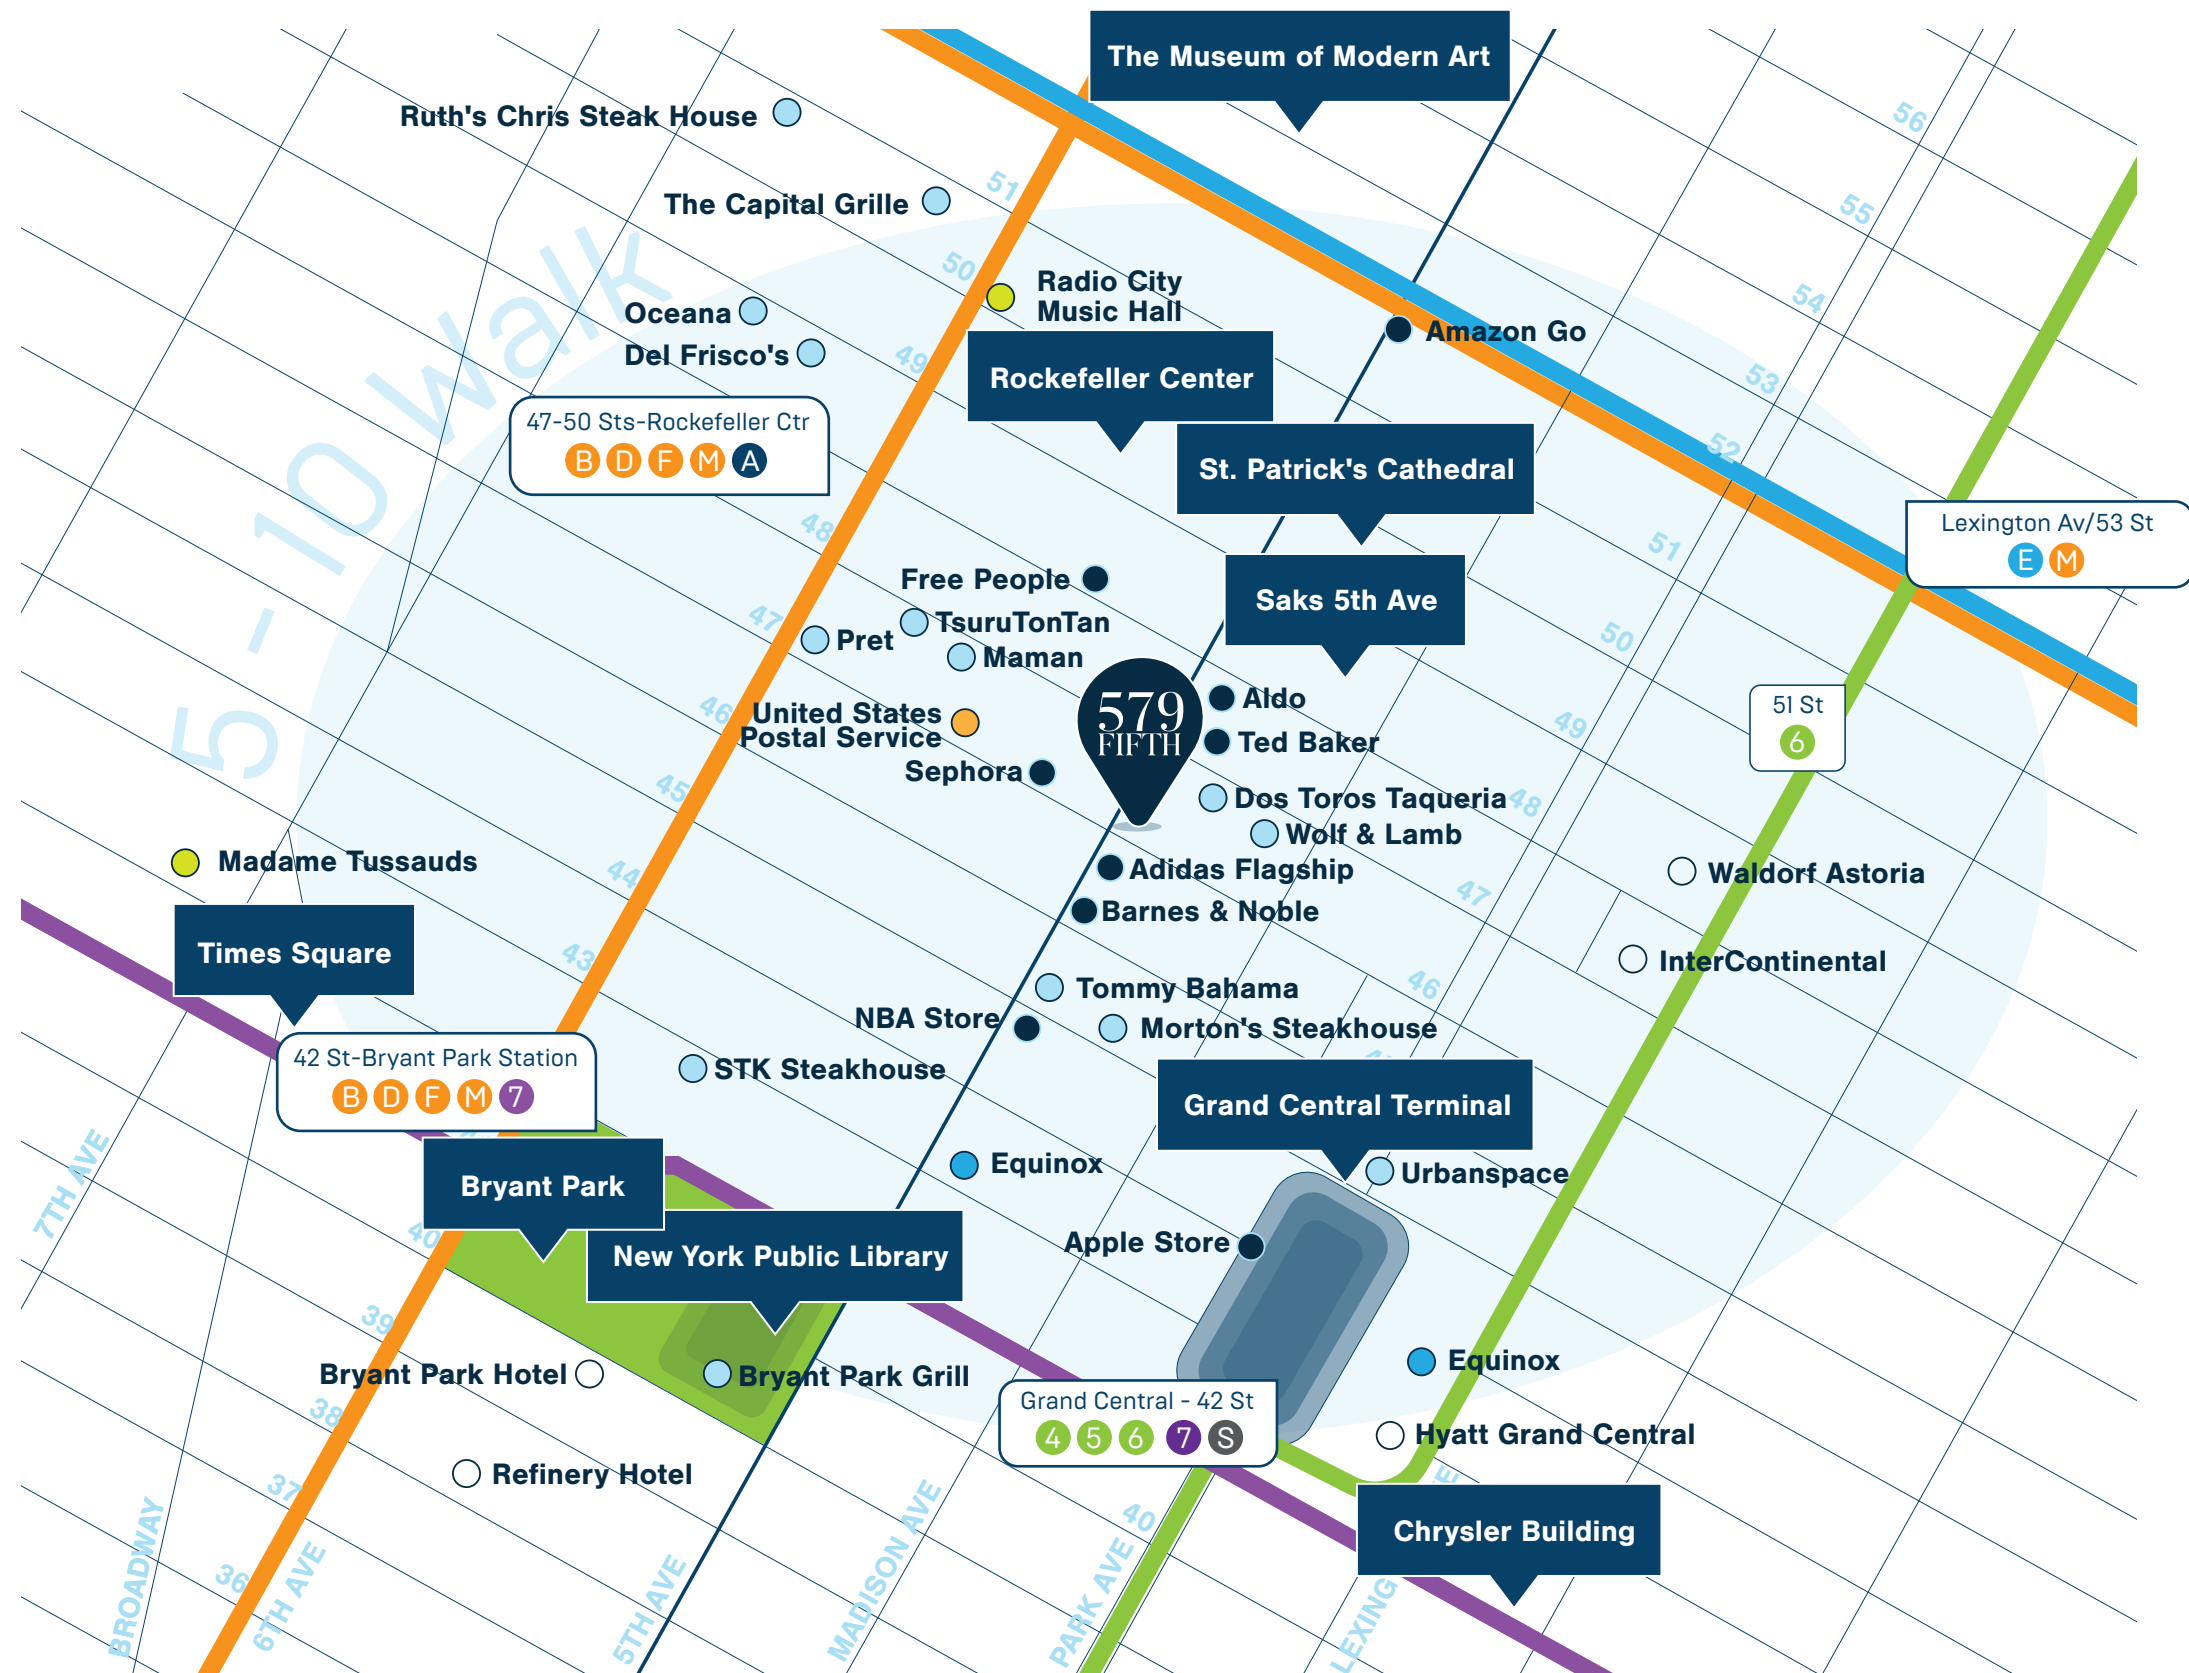 The Museum of Modern Art
56
Ruth's Chris Steak House
51
The Capital Grille
55
50
Radio City
Music Hall
54
Oceana
Del Frisco's
49
Amazon Go
Rockefeller Center
53
47-50 Sts-Rockefeller Ctr
B D F M A
5 - 10 Walk
52
St. Patrick's Cathedral
48
51
Lexington Av/53 St
E M
Free People
Saks 5th Ave
47
TsuruTonTan
Pret
Maman
50
46
United States
Postal Service
579
FIFTH
Aldo
Ted Baker
49
51 St
6
Sephora
45
Dos Toros Taqueria
48
Wolf & Lamb
Madame Tussauds
44
Adidas Flagship
47
Waldorf Astoria
Barnes & Noble
Times Square
43
InterContinental
46
Tommy Bahama
NBA Store
Morton's Steakhouse
42 St-Bryant Park Station
B D F M 7
STK Steakhouse
Grand Central Terminal
7TH AVE
Bryant Park
Equinox
Urbanspace
40
New York Public Library
Apple Store
39
Bryant Park Hotel
Bryant Park Grill
Equinox
38
Grand Central - 42 St
4 5 6 7 S
Hyatt Grand Central
37
Refinery Hotel
40
Chrysler Building
36
BROADWAY
6TH AVE
5TH AVE
MADISON AVE
PARK AVE
LEXING
E